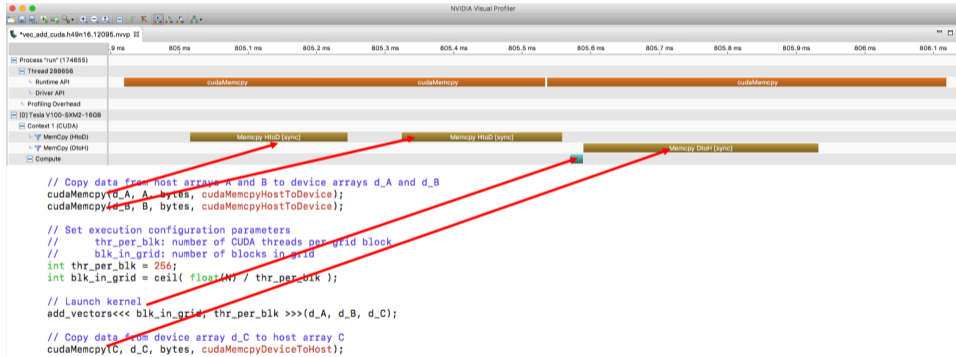 NVIDIA Visual Profiler
*vec_add_cuda.h49n16.12095.nvvp
.9 ms 805 ms 805.1 ms 805.2 ms 805.3 ms 805.4 ms 805.5 ms 805.6 ms 805.7 ms 805.8 ms 805.9 ms 806 ms 806.1 ms
Process "run" (174655)
Thread 288656
Runtime API cudaMemcpy cudaMemcpy cudaMemcpy
Driver API
Profiling Overhead
[0] Tesla V100-SXM2-16GB
Context 1 (CUDA)
MemCpy (HtoD) Memcpy HtoD [sync] Memcpy HtoD [sync]
MemCpy (DtoH) Memcpy DtoH [sync]
Compute
// Copy data from host arrays A and B to device arrays d_A and d_B
cudaMemcpy(d_A, A, bytes, cudaMemcpyHostToDevice);
cudaMemcpy(d_B, B, bytes, cudaMemcpyHostToDevice);
// Set execution configuration parameters
// thr_per_blk: number of CUDA threads per grid block
// blk_in_grid: number of blocks in grid
int thr_per_blk = 256;
int blk_in_grid = ceil( float(N) / thr_per_blk );
// Launch kernel
add_vectors<<< blk_in_grid, thr_per_blk >>>(d_A, d_B, d_C);
// Copy data from device array d_C to host array C
cudaMemcpy(C, d_C, bytes, cudaMemcpyDeviceToHost);